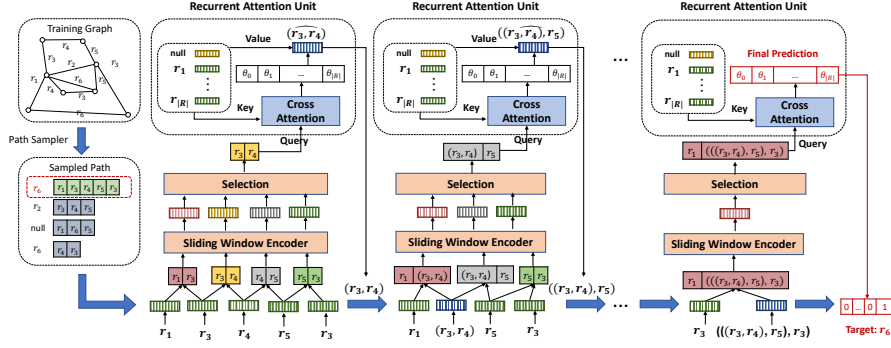 Training Graph
r4
r5
r3
r2
r3
r1
r6
r4
r3
r6
Path Sampler
Sampled Path
r6 r1 r3 r4 r5 r3
r2 r3 r4 r5
null r1 r6 r5
r6 r4 r3
Recurrent Attention Unit
null
r1
r|R|
Value
(r3, r4)
θ0 θ1 ... θ|R|
Key
Cross Attention
Query
r3 r4
Selection
Sliding Window Encoder
r1 r3
r3 r4
r4 r5
r5 r3
r1
r3
r4
r5
r3
(r3, r4)
Recurrent Attention Unit
null
r1
r|R|
Value
((r3, r4), r5)
θ0 θ1 ... θ|R|
Key
Cross Attention
Query
(r3, r4) r5
Selection
Sliding Window Encoder
r1 (r3, r4)
(r3, r4) r5
r5 r3
r1
(r3, r4)
r5
r3
((r3, r4), r5)
...
...
Recurrent Attention Unit
null
r1
r|R|
Final Prediction
θ0 θ1 ... θ|R|
Key
Cross Attention
Query
r1 (((r3, r4), r5), r3)
Selection
Sliding Window Encoder
r1 (((r3, r4), r5), r3)
r3
(((r3, r4), r5), r3)
0 ... 0 1
Target: r6